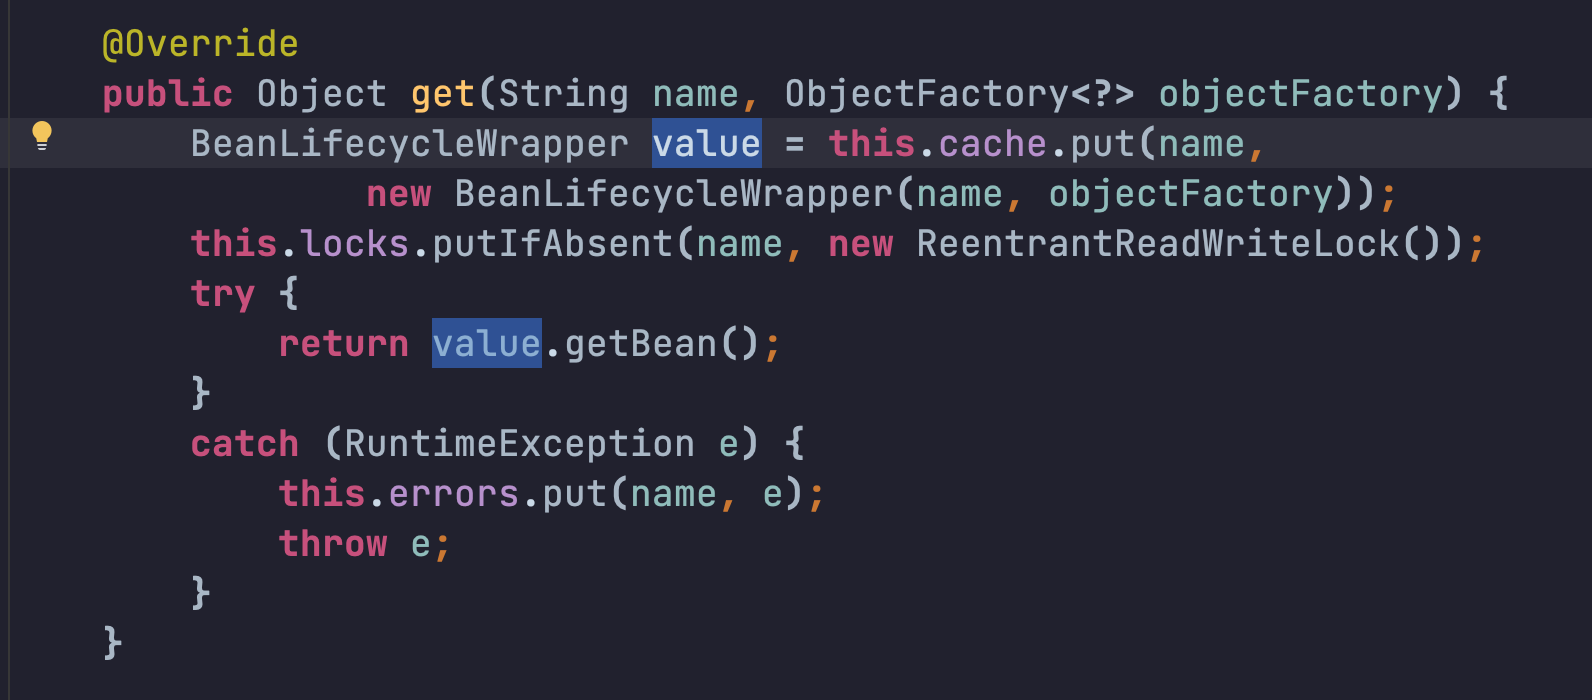 @Override
public Object get(String name, ObjectFactory<?> objectFactory) {
BeanLifecycleWrapper value = this.cache.put(name,
new BeanLifecycleWrapper(name, objectFactory));
this.locks.putIfAbsent(name, new ReentrantReadWriteLock());
try {
return value.getBean();
}
catch (RuntimeException e) {
this.errors.put(name, e);
throw e;
}
}